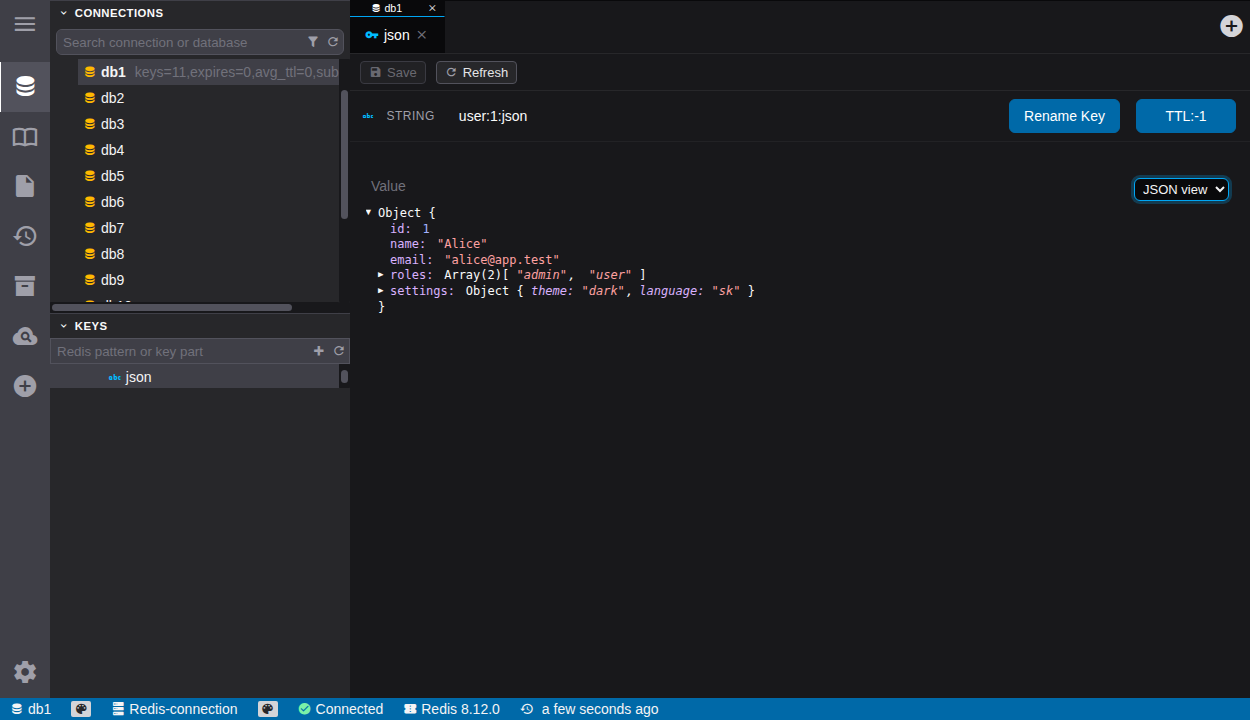 CONNECTIONS
Search connection or database
db1 keys=11,expires=0,avg_ttl=0,sub
db2
db3
db4
db5
db6
db7
db8
db9
KEYS
Redis pattern or key part
abc json
db1
json
Save Refresh
abc STRING user:1:json Rename Key TTL:-1
Value JSON view
▼ Object {
id: 1
name: "Alice"
email: "alice@app.test"
▶ roles: Array(2)[ "admin", "user" ]
▶ settings: Object { theme: "dark", language: "sk" }
}
db1 Redis-connection Connected Redis 8.12.0 a few seconds ago